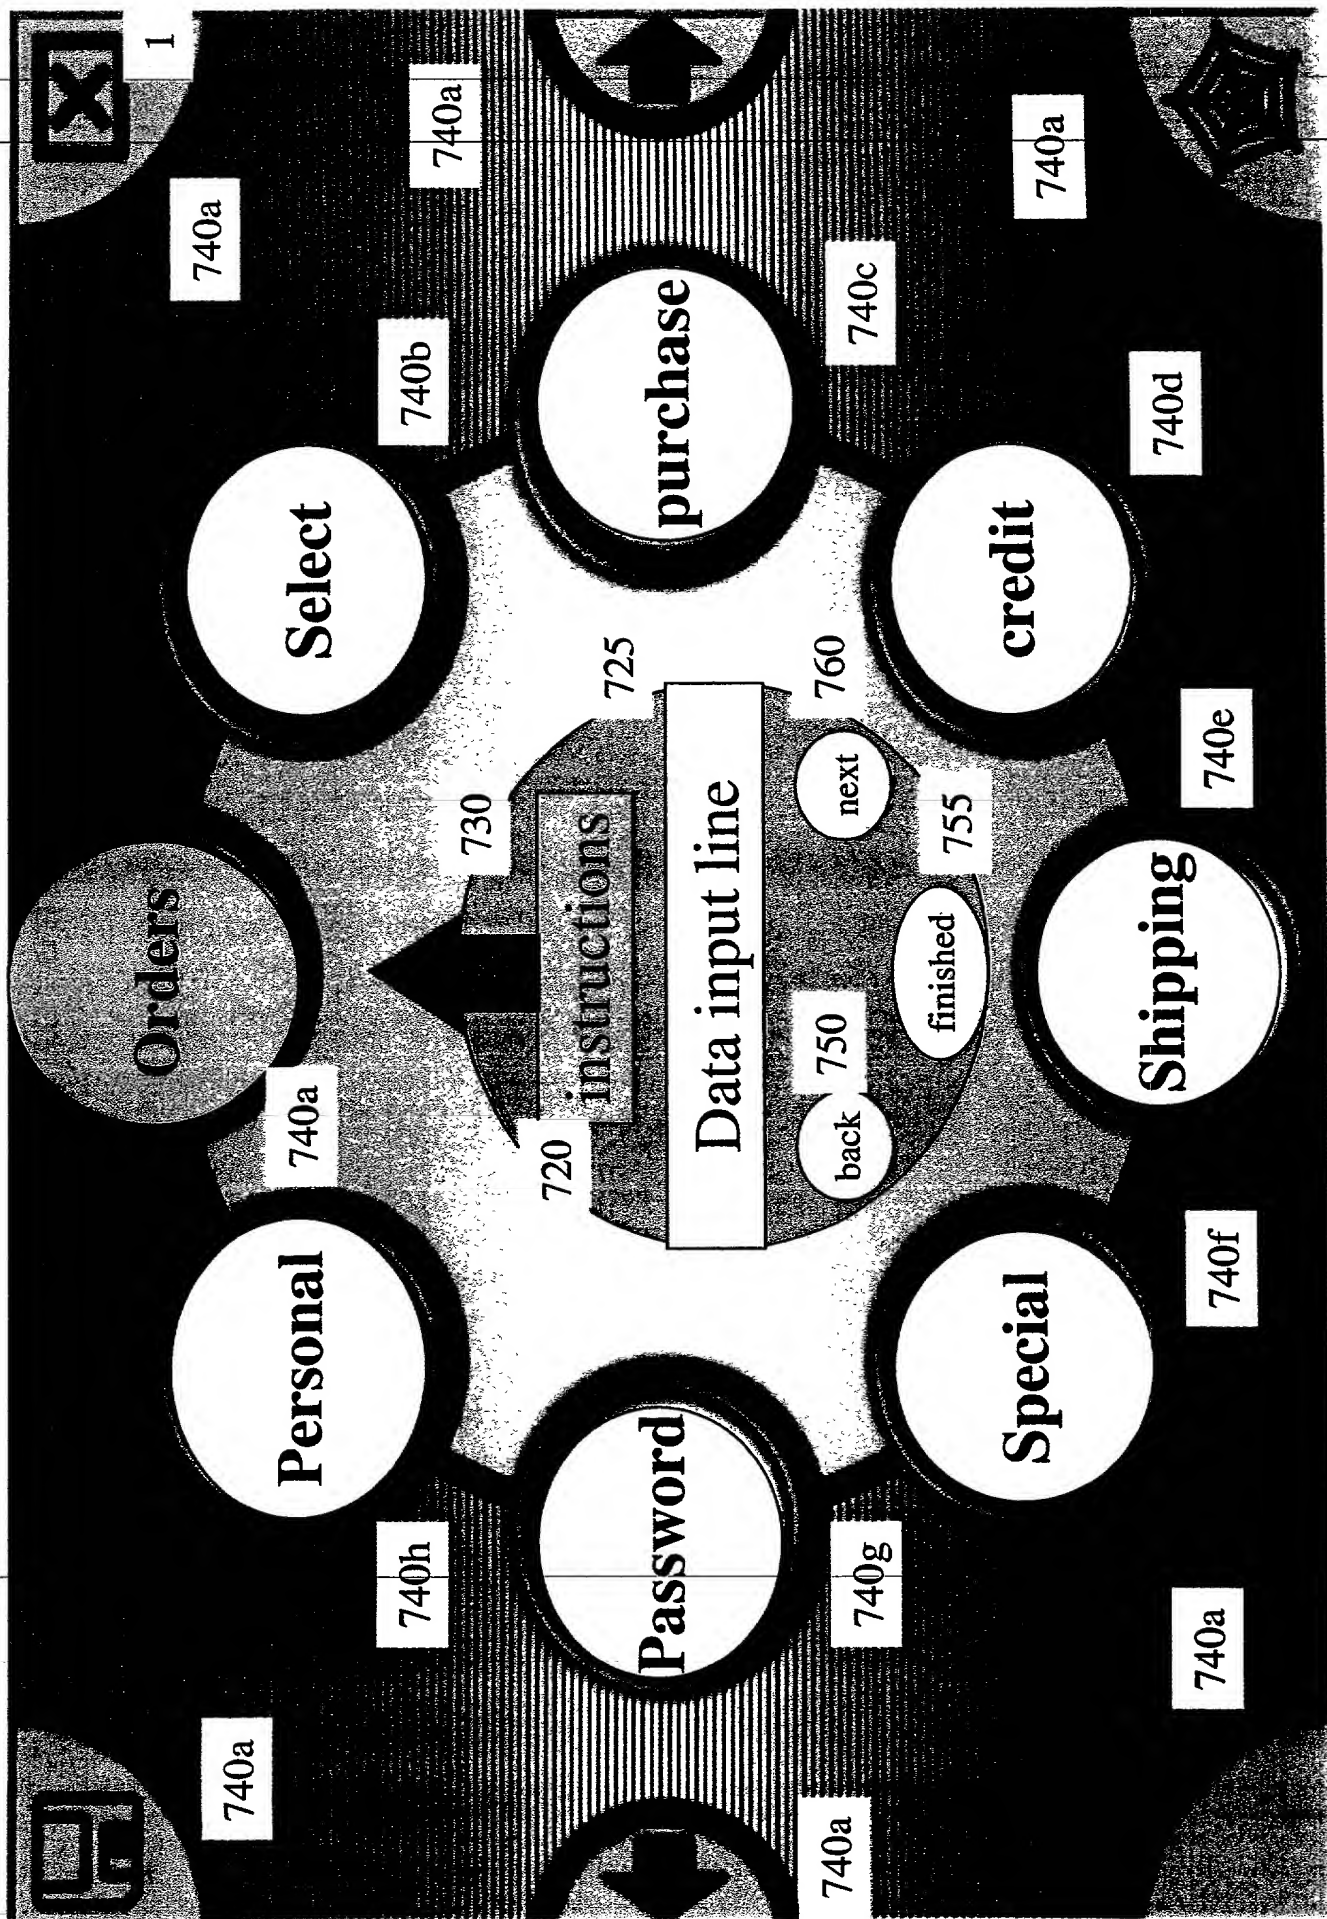 Orders
1
740a
740a
740a
Personal
Select
740h
740b
740a
730
720
instructions
725
Password
purchase
Data input line
750
760
740a
back
next
740g
740c
finished
755
Special
credit
740a
Shipping
740d
740a
740f
740e